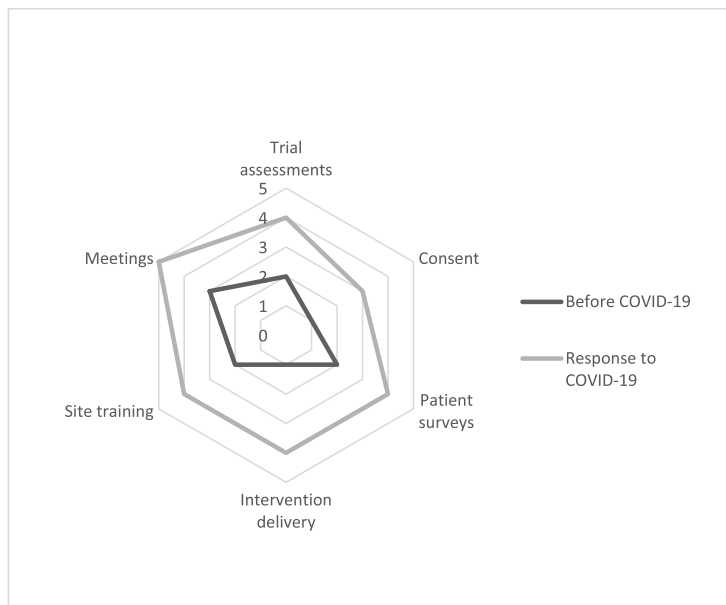 Trial
assessments
5
4
3
2
1
0
Meetings
Consent
Site training
Patient
surveys
Intervention
delivery
Before COVID-19
Response to
COVID-19